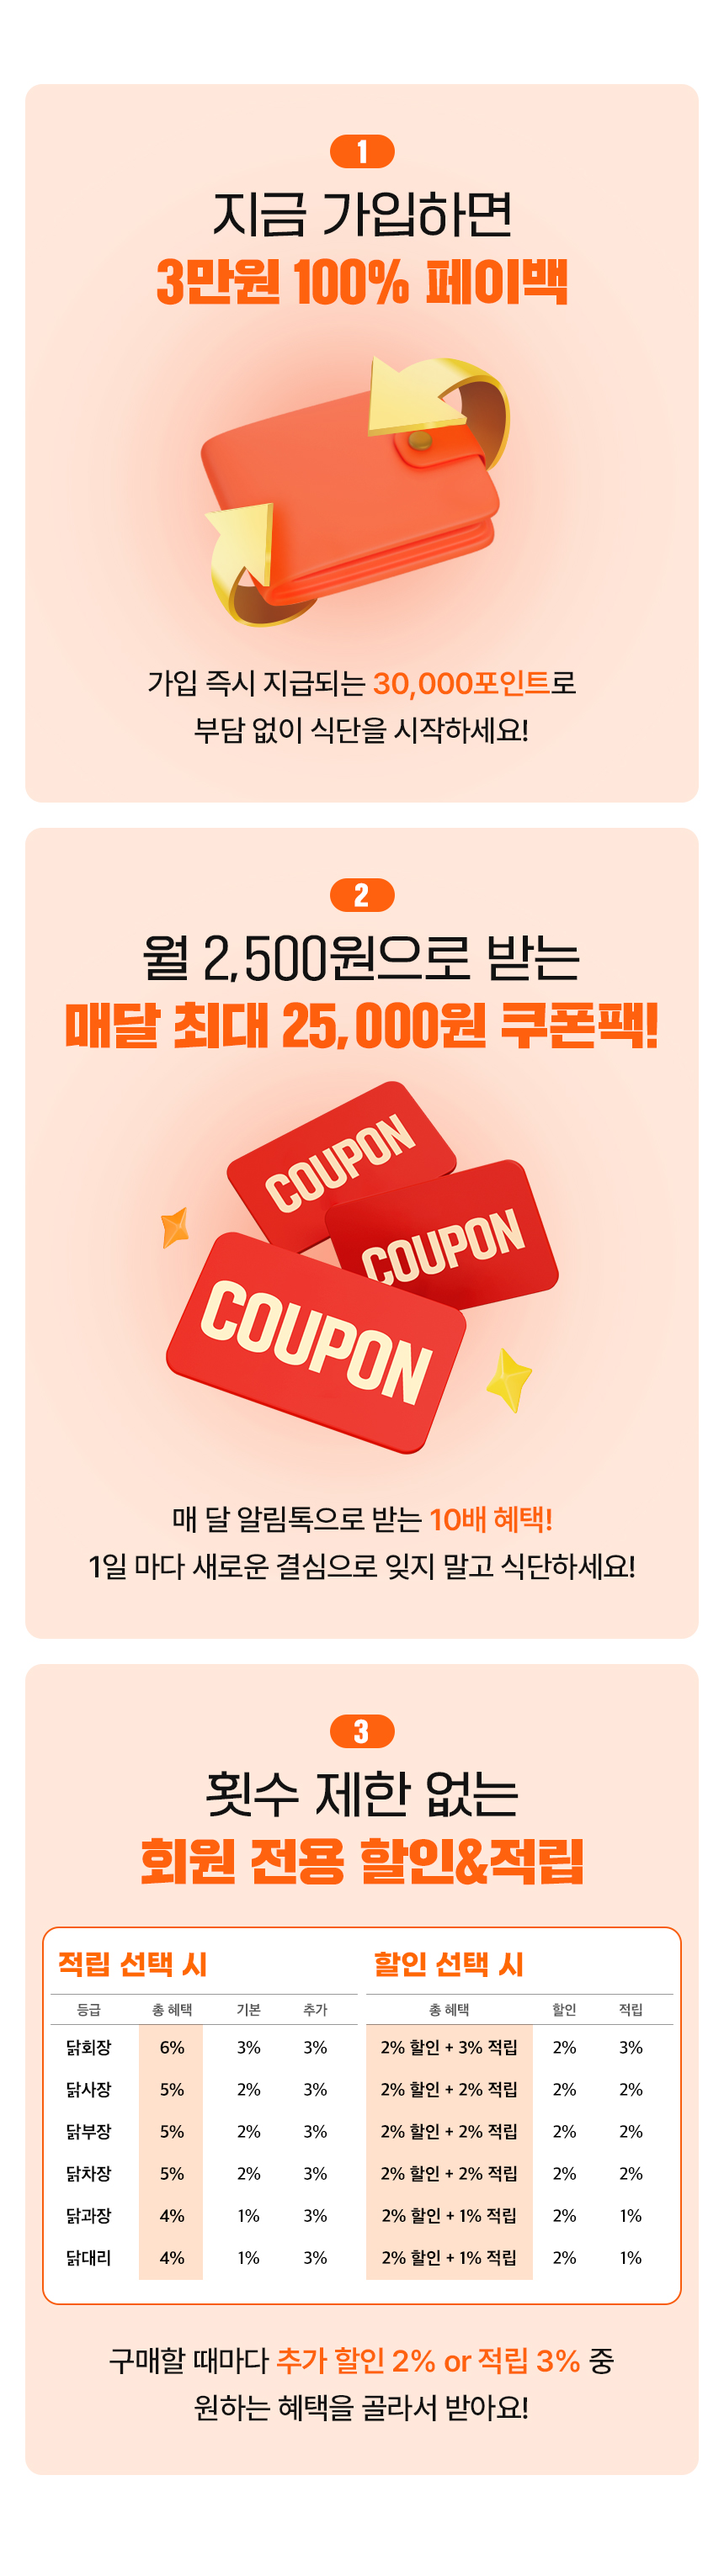 1
지금 가입하면
3만원 100% 페이백
가입 즉시 지급되는 30,000포인트로
부담 없이 식단을 시작하세요!
2
월 2,500원으로 받는
매달 최대 25,000원 쿠폰팩!
COUPON
COUPON
COUPON
매 달 알림톡으로 받는 10배 혜택!
1일 마다 새로운 결심으로 잊지 말고 식단하세요!
3
횟수 제한 없는
회원 전용 할인&적립
적립 선택 시 할인 선택 시
등급 총 혜택 기본 추가 총 혜택 할인 적립
닭회장 6% 3% 3% 2% 할인 + 3% 적립 2% 3%
닭사장 5% 2% 3% 2% 할인 + 2% 적립 2% 2%
닭부장 5% 2% 3% 2% 할인 + 2% 적립 2% 2%
닭차장 5% 2% 3% 2% 할인 + 2% 적립 2% 2%
닭과장 4% 1% 3% 2% 할인 + 1% 적립 2% 1%
닭대리 4% 1% 3% 2% 할인 + 1% 적립 2% 1%
구매할 때마다 추가 할인 2% or 적립 3% 중
원하는 혜택을 골라서 받아요!